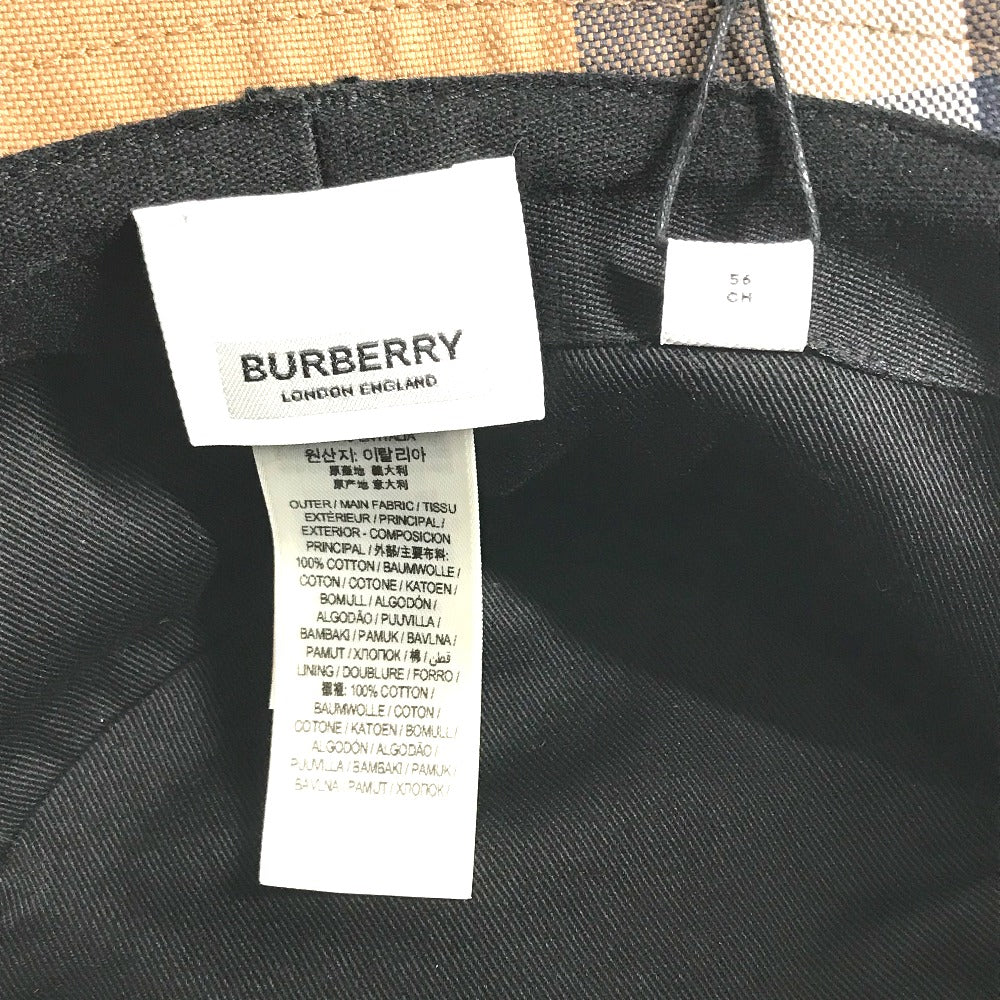 BURBERRY
LONDON ENGLAND
56
CH
원산지: 이탈리아
原產地 義大利
原产地 意大利
OUTER / MAIN FABRIC / TISSU
EXTÉRIEUR / PRINCIPAL /
EXTERIOR - COMPOSICION
PRINCIPAL / 外部/主要布料:
100% COTTON / BAUMWOLLE /
COTON / COTONE / KATOEN /
BOMULL / ALGODÓN /
ALGODÃO / PUUVILLA /
BAMBAKI / PAMUK / BAVLNA /
PAMUT / ХЛОПОК / 棉 / قطن /
LINING / DOUBLURE / FORRO /
襯裡: 100% COTTON /
BAUMWOLLE / COTON /
COTONE / KATOEN / BOMULL /
ALGODÓN / ALGODÃO /
PUUVILLA / BAMBAKI / PAMUK /
BAVLNA / PAMUT / ХЛОПОК /